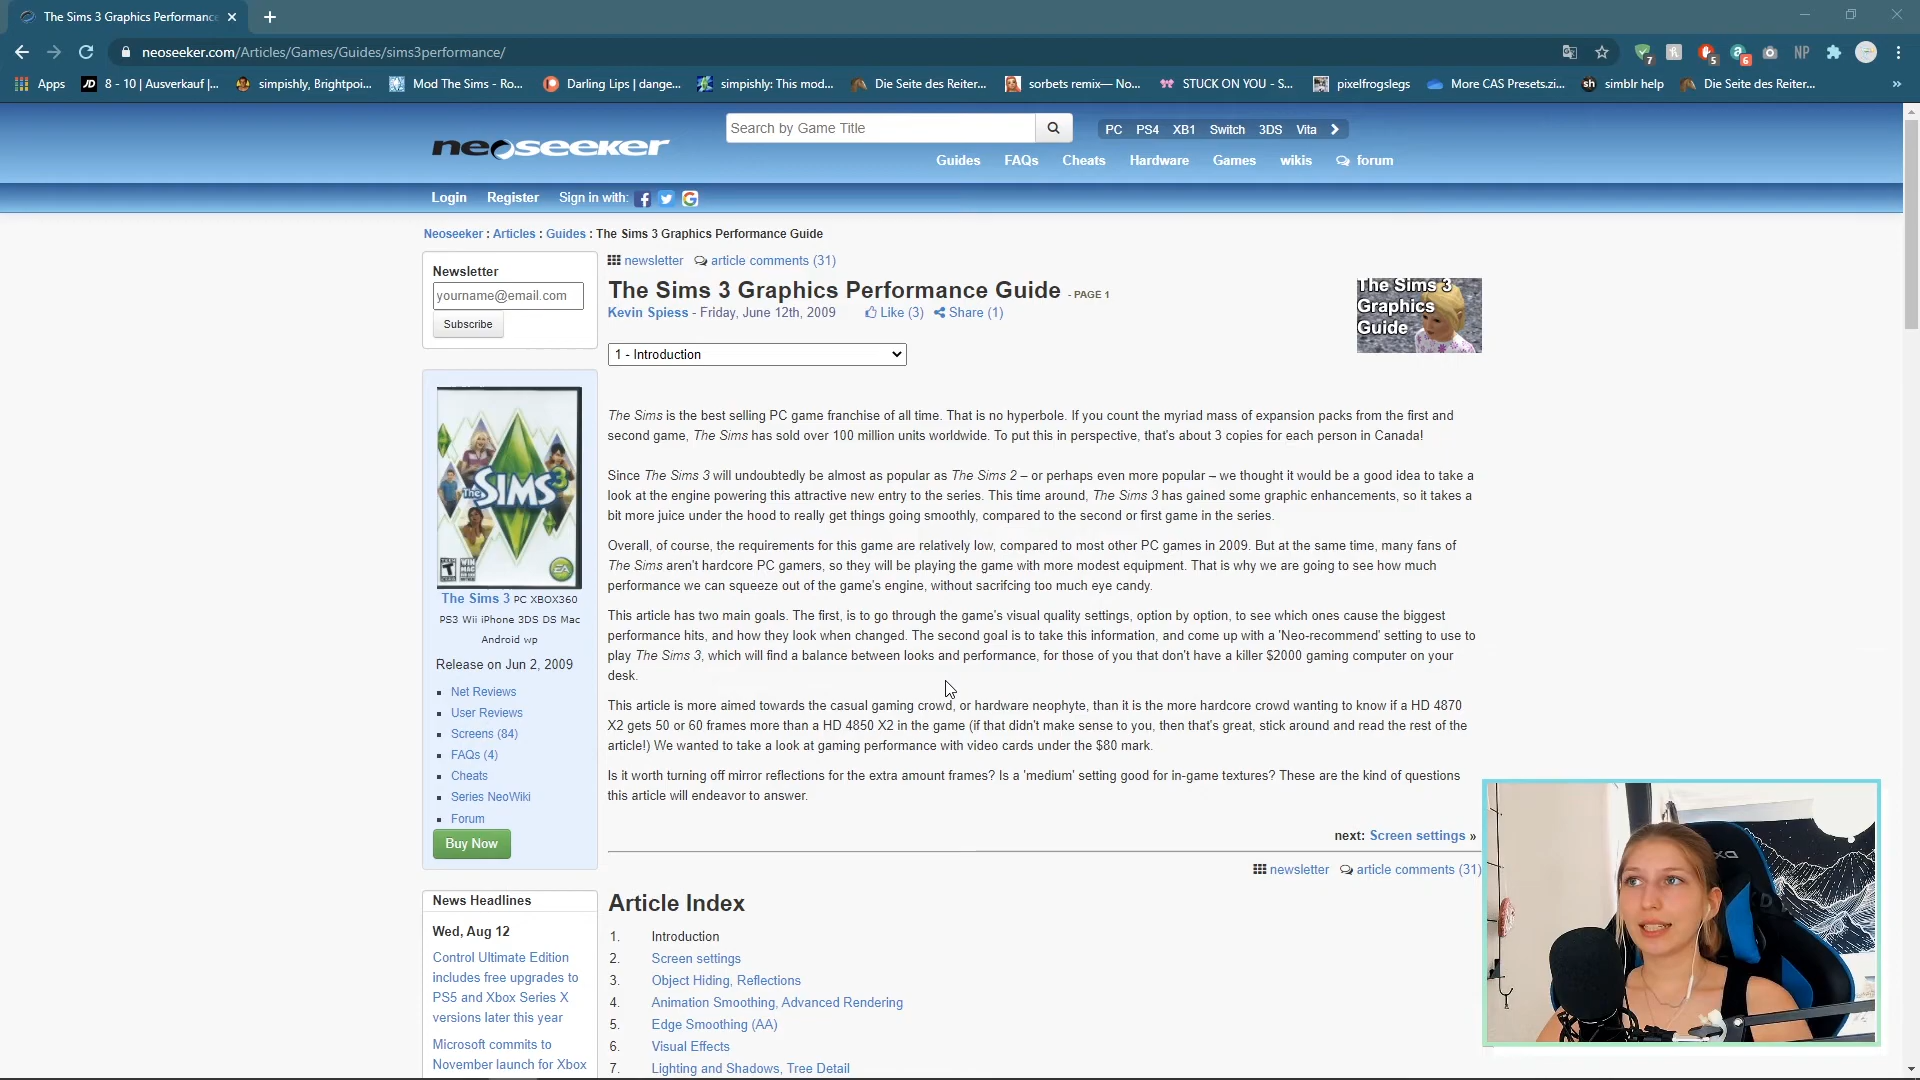 The Sims 3 Graphics Performance
neoseeker.com/Articles/Games/Guides/sims3performance/
7
5
6
NP
Apps
8 - 10 | Ausverkauf |...
simpishly, Brightpoi...
Mod The Sims - Ro...
Darling Lips | dange...
simpishly: This mod...
Die Seite des Reiter...
sorbets remix— No...
STUCK ON YOU - S...
pixelfrogslegs
More CAS Presets.zi...
sh simblr help
Die Seite des Reiter...
»
neoseeker
Search by Game Title
PC PS4 XB1 Switch 3DS Vita
Guides FAQs Cheats Hardware Games wikis forum
Login Register Sign in with:
Neoseeker : Articles : Guides : The Sims 3 Graphics Performance Guide
Newsletter
yourname@email.com
Subscribe
newsletter article comments (31)
The Sims 3 Graphics Performance Guide - PAGE 1
Kevin Spiess - Friday, June 12th, 2009 Like (3) Share (1)
1 - Introduction
The Sims 3
Graphics
Guide
The Sims is the best selling PC game franchise of all time. That is no hyperbole. If you count the myriad mass of expansion packs from the first and
second game, The Sims has sold over 100 million units worldwide. To put this in perspective, that's about 3 copies for each person in Canada!
Since The Sims 3 will undoubtedly be almost as popular as The Sims 2 – or perhaps even more popular – we thought it would be a good idea to take a
look at the engine powering this attractive new entry to the series. This time around, The Sims 3 has gained some graphic enhancements, so it takes a
bit more juice under the hood to really get things going smoothly, compared to the second or first game in the series.
Overall, of course, the requirements for this game are relatively low, compared to most other PC games in 2009. But at the same time, many fans of
The Sims aren't hardcore PC gamers, so they will be playing the game with more modest equipment. That is why we are going to see how much
performance we can squeeze out of the game's engine, without sacrifcing too much eye candy.
This article has two main goals. The first, is to go through the game's visual quality settings, option by option, to see which ones cause the biggest
performance hits, and how they look when changed. The second goal is to take this information, and come up with a 'Neo-recommend' setting to use to
play The Sims 3, which will find a balance between looks and performance, for those of you that don't have a killer $2000 gaming computer on your
desk.
This article is more aimed towards the casual gaming crowd, or hardware neophyte, than it is the more hardcore crowd wanting to know if a HD 4870
X2 gets 50 or 60 frames more than a HD 4850 X2 in the game (if that didn't make sense to you, then that's great, stick around and read the rest of the
article!) We wanted to take a look at gaming performance with video cards under the $80 mark.
Is it worth turning off mirror reflections for the extra amount frames? Is a 'medium' setting good for in-game textures? These are the kind of questions
this article will endeavor to answer.
next: Screen settings »
newsletter article comments (31)
The SIMS 3
EA
The Sims 3 PC XBOX360
PS3 Wii iPhone 3DS DS Mac
Android wp
Release on Jun 2, 2009
Net Reviews
User Reviews
Screens (84)
FAQs (4)
Cheats
Series NeoWiki
Forum
Buy Now
News Headlines
Wed, Aug 12
Control Ultimate Edition
includes free upgrades to
PS5 and Xbox Series X
versions later this year
Microsoft commits to
November launch for Xbox
Article Index
1. Introduction
2. Screen settings
3. Object Hiding, Reflections
4. Animation Smoothing, Advanced Rendering
5. Edge Smoothing (AA)
6. Visual Effects
7. Lighting and Shadows, Tree Detail